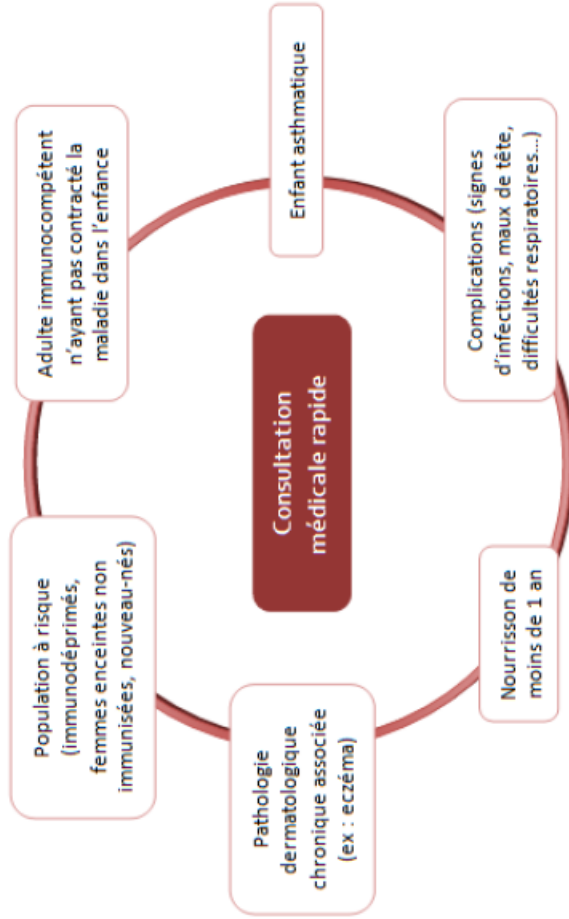 Enfant asthmatique
Complications (signes
d'infections, maux de tête,
difficultés respiratoires...)
Nourrisson de
moins de 1 an
Pathologie
dermatologique
chronique associée
(ex : eczéma)
Population à risque
(immunodéprimés,
femmes enceintes non
immunisées, nouveau-nés)
Adulte immunocompétent
n'ayant pas contracté la
maladie dans l'enfance
Consultation
médicale rapide